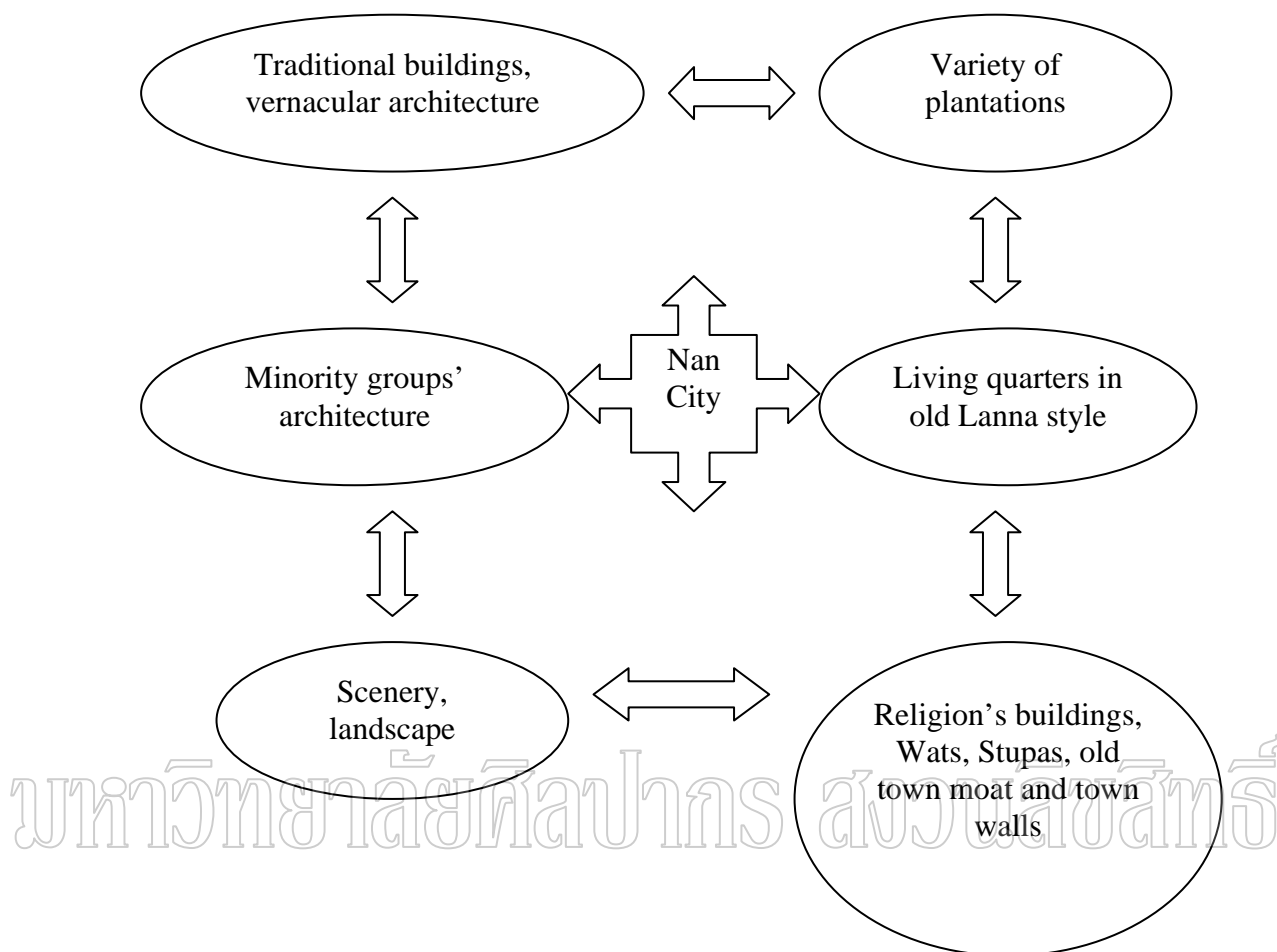 Traditional buildings,
vernacular architecture
Variety of
plantations
Minority groups’
architecture
Nan
City
Living quarters in
old Lanna style
Scenery,
landscape
Religion’s buildings,
Wats, Stupas, old
town moat and town
walls
มหาวิทยาลัยศิลปากร สงวนลิขสิทธิ์